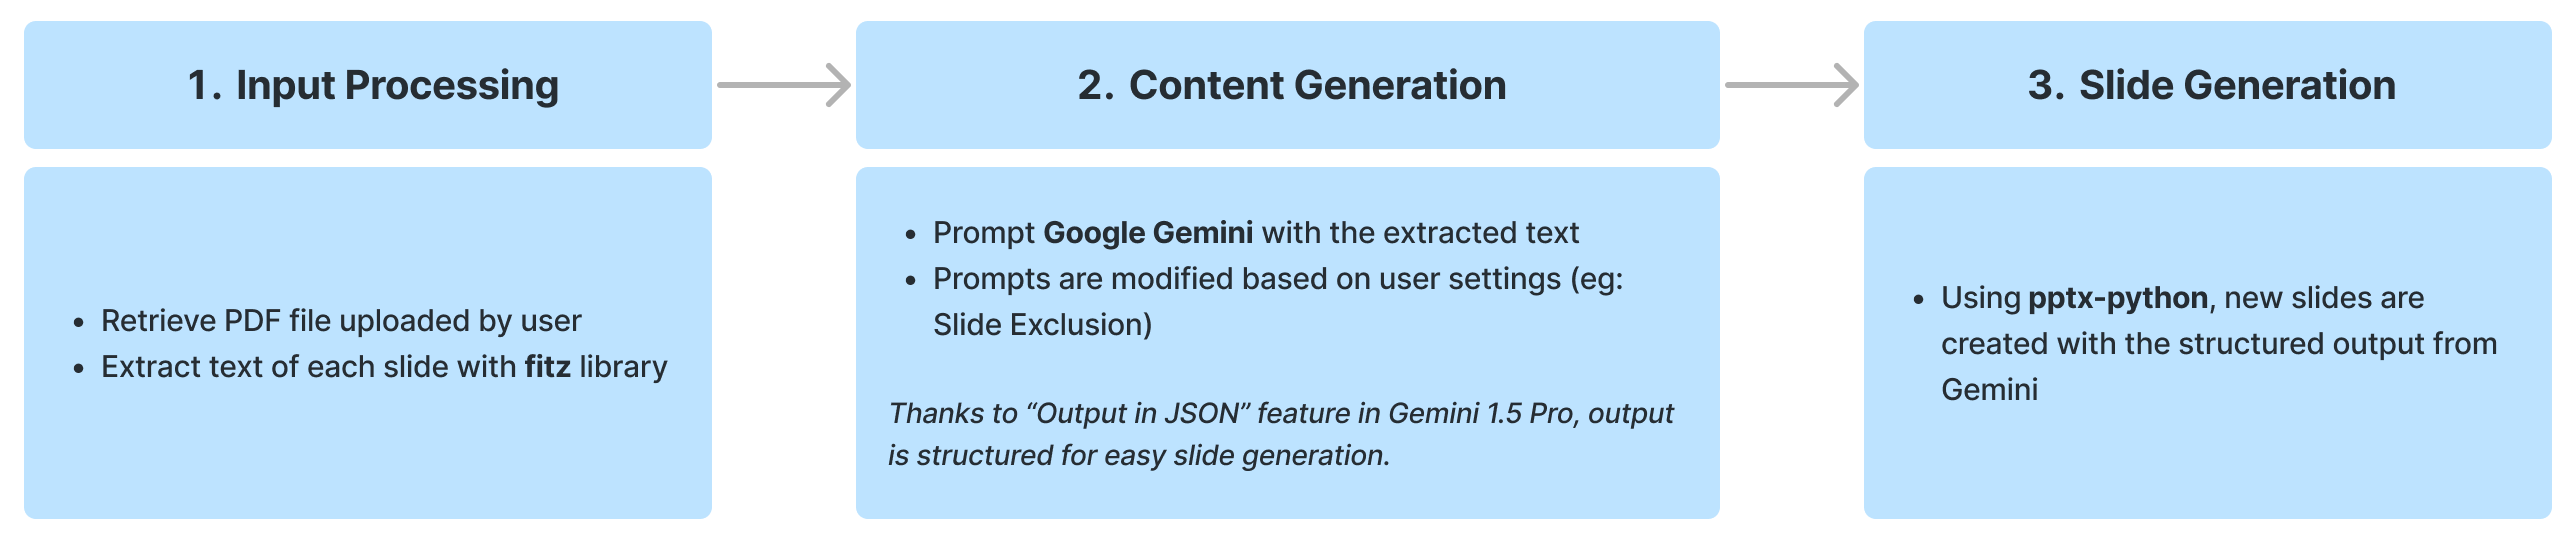 1. Input Processing
• Retrieve PDF file uploaded by user
• Extract text of each slide with fitz library
2. Content Generation
• Prompt Google Gemini with the extracted text
• Prompts are modified based on user settings (eg:
Slide Exclusion)
Thanks to “Output in JSON” feature in Gemini 1.5 Pro, output
is structured for easy slide generation.
3. Slide Generation
• Using pptx-python, new slides are
created with the structured output from
Gemini